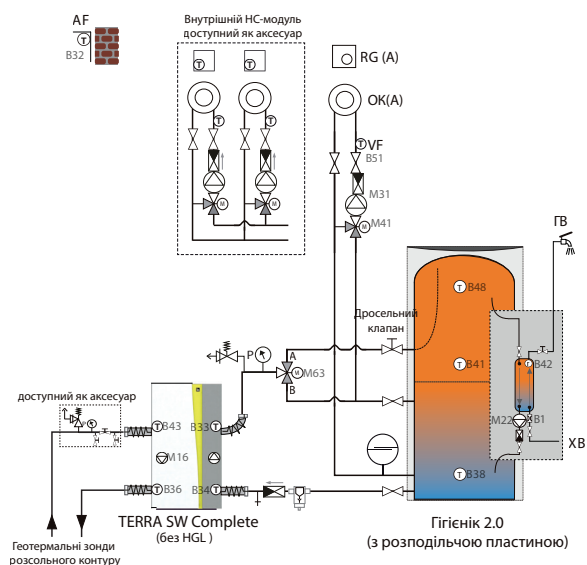 AF
T
B32
Внутрішній НС-модуль
доступний як аксесуар
T
T
T
T
M
M
RG (A)
OK(A)
T
VF
B51
M31
M
M41
ГВ
T B48
Дросельний
клапан
P
A
M
M63
B
T B41
T
B42
M22
B1
ХВ
T B38
доступний як аксесуар
P
T B43
B33 T
M16
T B36
B34 T
TERRA SW Complete
(без HGL )
Гігієнік 2.0
(з розподільчою пластиною)
Геотермальні зонди
розсольного контуру